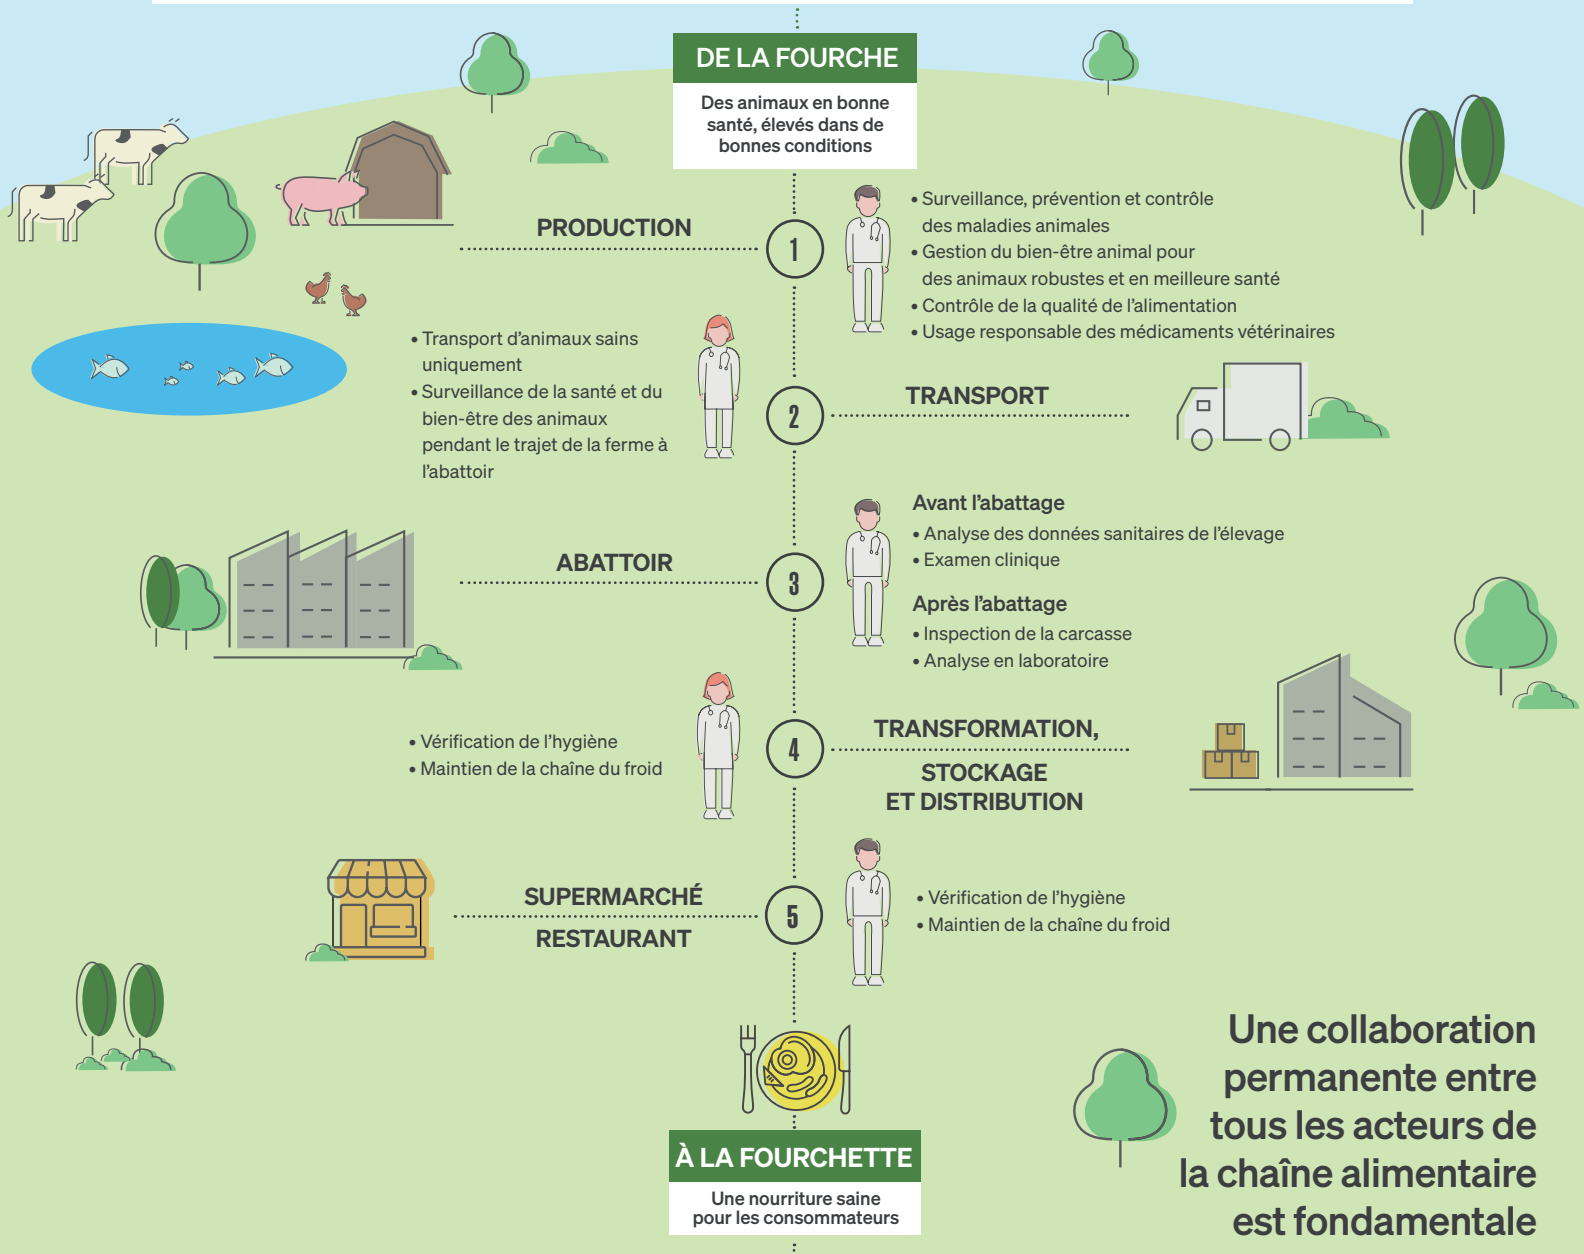 DE LA FOURCHE
Des animaux en bonne
santé, élevés dans de
bonnes conditions
PRODUCTION
1
• Surveillance, prévention et contrôle
des maladies animales
• Gestion du bien-être animal pour
des animaux robustes et en meilleure santé
• Contrôle de la qualité de l’alimentation
• Usage responsable des médicaments vétérinaires
• Transport d’animaux sains
uniquement
• Surveillance de la santé et du
bien-être des animaux
pendant le trajet de la ferme à
l’abattoir
2
TRANSPORT
ABATTOIR
3
Avant l’abattage
• Analyse des données sanitaires de l’élevage
• Examen clinique
Après l’abattage
• Inspection de la carcasse
• Analyse en laboratoire
• Vérification de l’hygiène
• Maintien de la chaîne du froid
4
TRANSFORMATION,
STOCKAGE
ET DISTRIBUTION
SUPERMARCHÉ
RESTAURANT
5
• Vérification de l’hygiène
• Maintien de la chaîne du froid
À LA FOURCHETTE
Une nourriture saine
pour les consommateurs
Une collaboration
permanente entre
tous les acteurs de
la chaîne alimentaire
est fondamentale